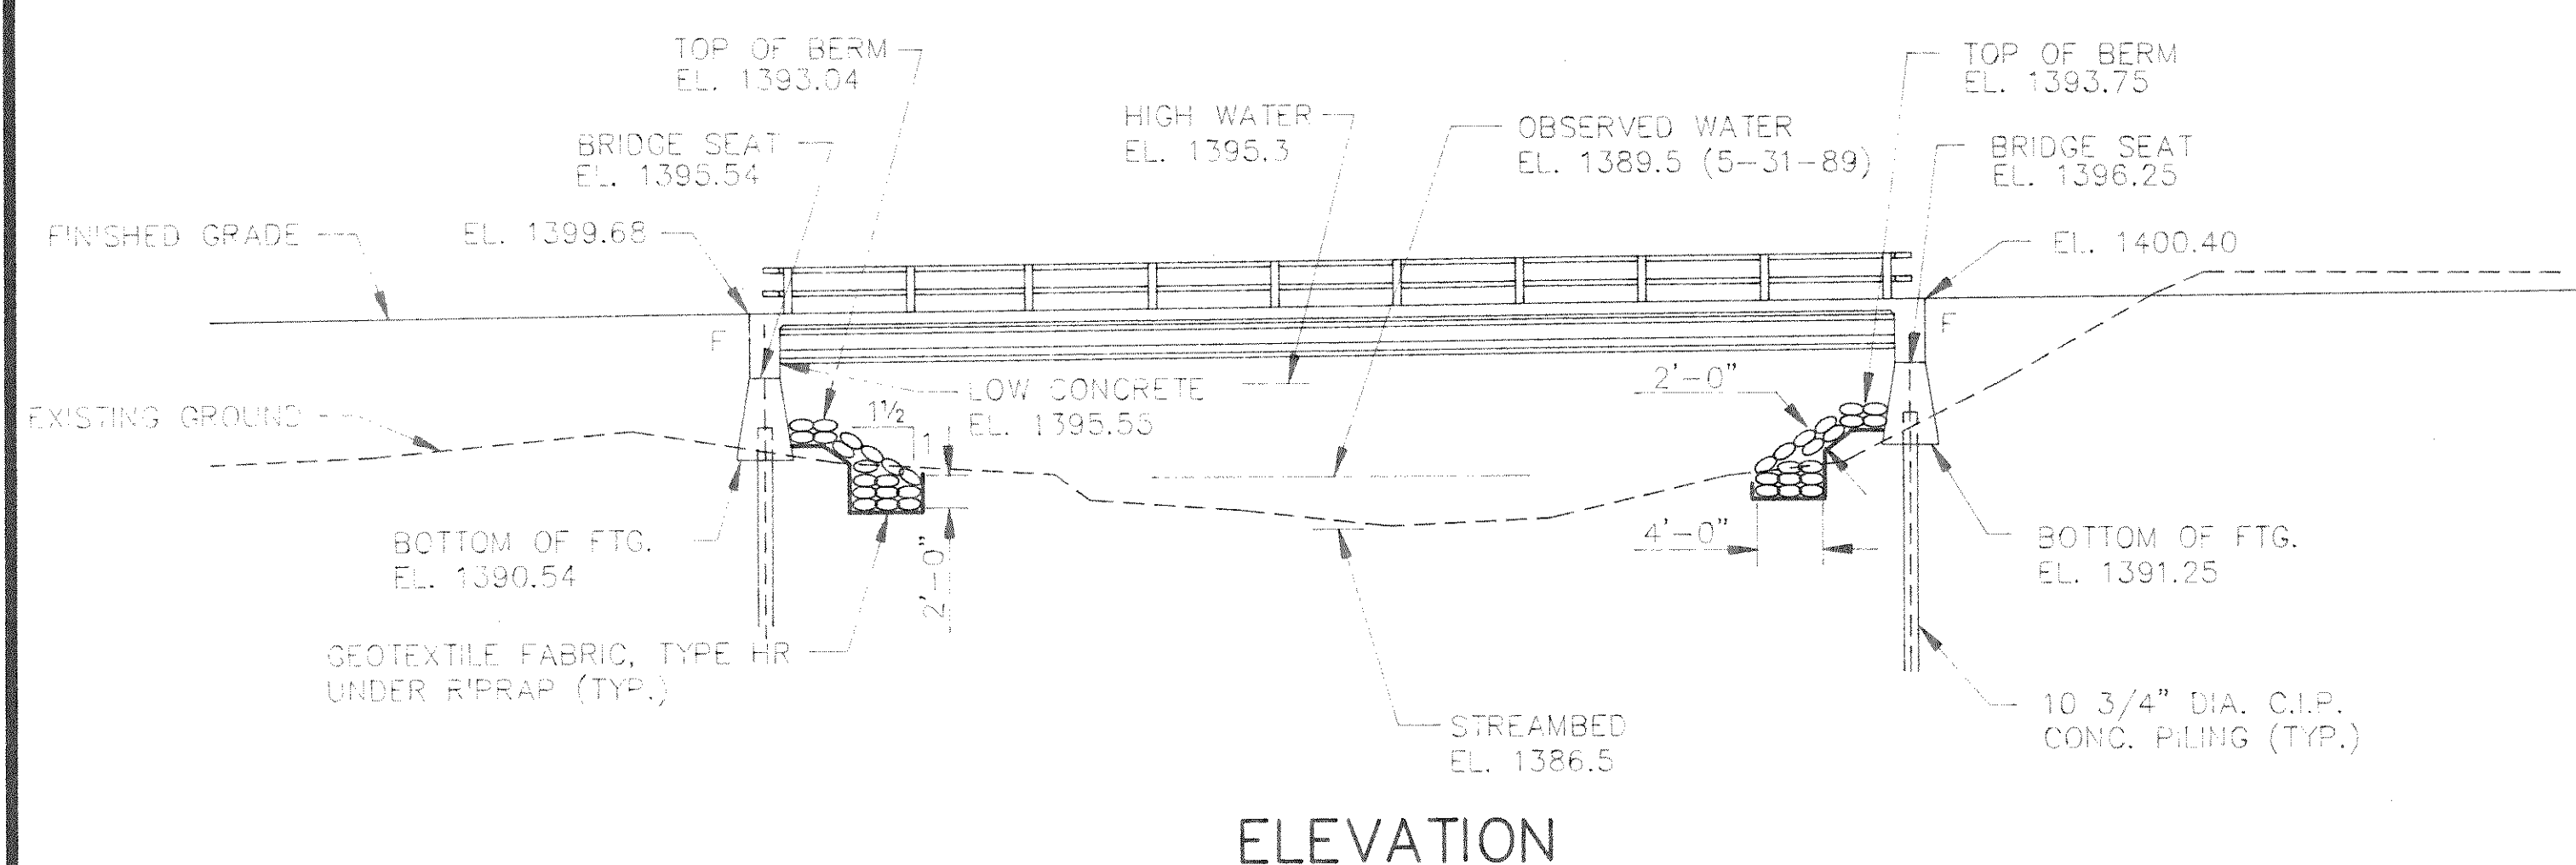 TOP OF BERM
EL. 1393.04
TOP OF BERM
EL. 1393.75
HIGH WATER
EL. 1395.3
OBSERVED WATER
EL. 1389.5 (5-31-89)
BRIDGE SEAT
EL. 1395.54
BRIDGE SEAT
EL. 1396.25
FINISHED GRADE
EL. 1399.68
EL. 1400.40
F
F
LOW CONCRETE
EL. 1395.55
2'-0"
EXISTING GROUND
1½
1
2'-0"
4'-0"
BOTTOM OF FTG.
EL. 1390.54
BOTTOM OF FTG.
EL. 1391.25
GEOTEXTILE FABRIC, TYPE HR
UNDER RIPRAP (TYP.)
STREAMBED
EL. 1386.5
10 3/4" DIA. C.I.P.
CONC. PILING (TYP.)
ELEVATION